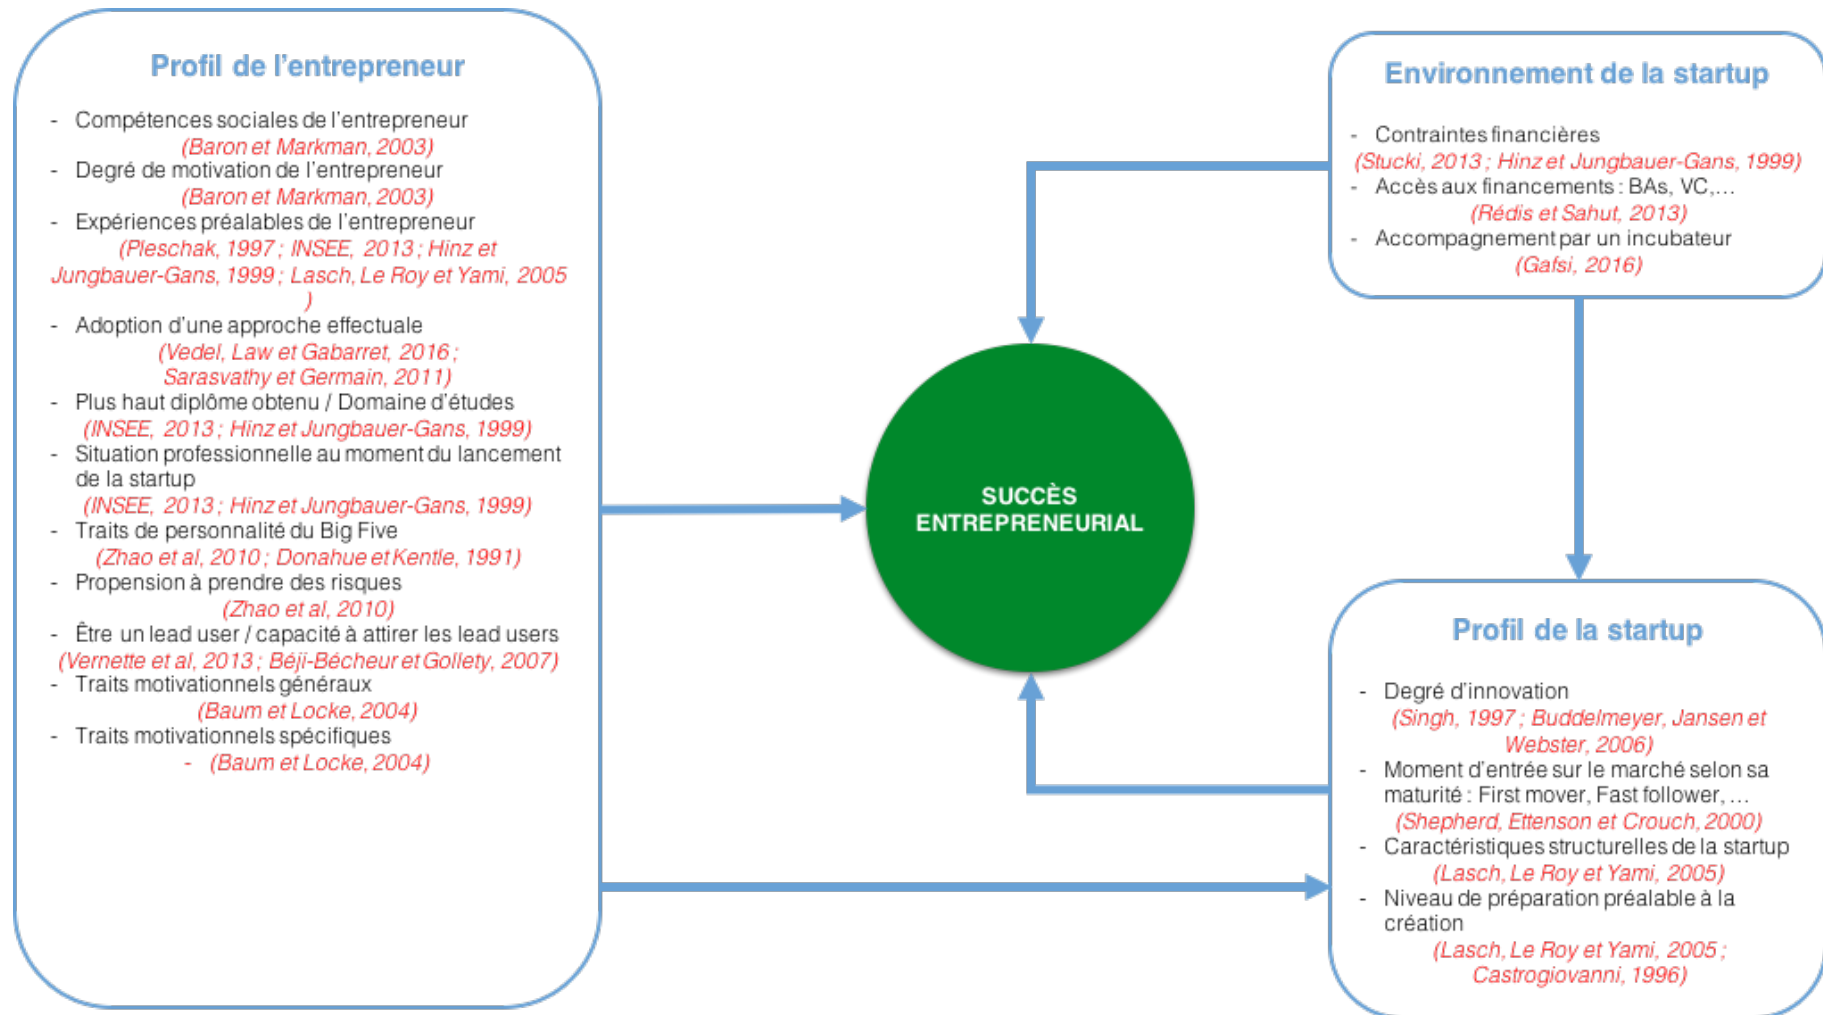 Profil de l'entrepreneur
- Compétences sociales de l'entrepreneur
(Baron et Markman, 2003)
- Degré de motivation de l'entrepreneur
(Baron et Markman, 2003)
- Expériences préalables de l'entrepreneur
(Pleschak, 1997 ; INSEE, 2013 ; Hinz et
Jungbauer-Gans, 1999 ; Lasch, Le Roy et Yami, 2005
)
- Adoption d'une approche effectuale
(Vedel, Law et Gabarret, 2016 ;
Sarasvathy et Germain, 2011)
- Plus haut diplôme obtenu / Domaine d'études
(INSEE, 2013 ; Hinz et Jungbauer-Gans, 1999)
- Situation professionnelle au moment du lancement
de la startup
(INSEE, 2013 ; Hinz et Jungbauer-Gans, 1999)
- Traits de personnalité du Big Five
(Zhao et al, 2010 ; Donahue et Kentle, 1991)
- Propension à prendre des risques
(Zhao et al, 2010)
- Être un lead user / capacité à attirer les lead users
(Vernette et al, 2013 ; Béji-Bécheur et Gollety, 2007)
- Traits motivationnels généraux
(Baum et Locke, 2004)
- Traits motivationnels spécifiques
- (Baum et Locke, 2004)
SUCCÈS
ENTREPRENEURIAL
Environnement de la startup
- Contraintes financières
(Stucki, 2013 ; Hinz et Jungbauer-Gans, 1999)
- Accès aux financements : BAs, VC,…
(Rédis et Sahut, 2013)
- Accompagnement par un incubateur
(Gafsi, 2016)
Profil de la startup
- Degré d'innovation
(Singh, 1997 ; Buddelmeyer, Jansen et
Webster, 2006)
- Moment d'entrée sur le marché selon sa
maturité : First mover, Fast follower, …
(Shepherd, Ettenson et Crouch, 2000)
- Caractéristiques structurelles de la startup
(Lasch, Le Roy et Yami, 2005)
- Niveau de préparation préalable à la
création
(Lasch, Le Roy et Yami, 2005 ;
Castrogiovanni, 1996)